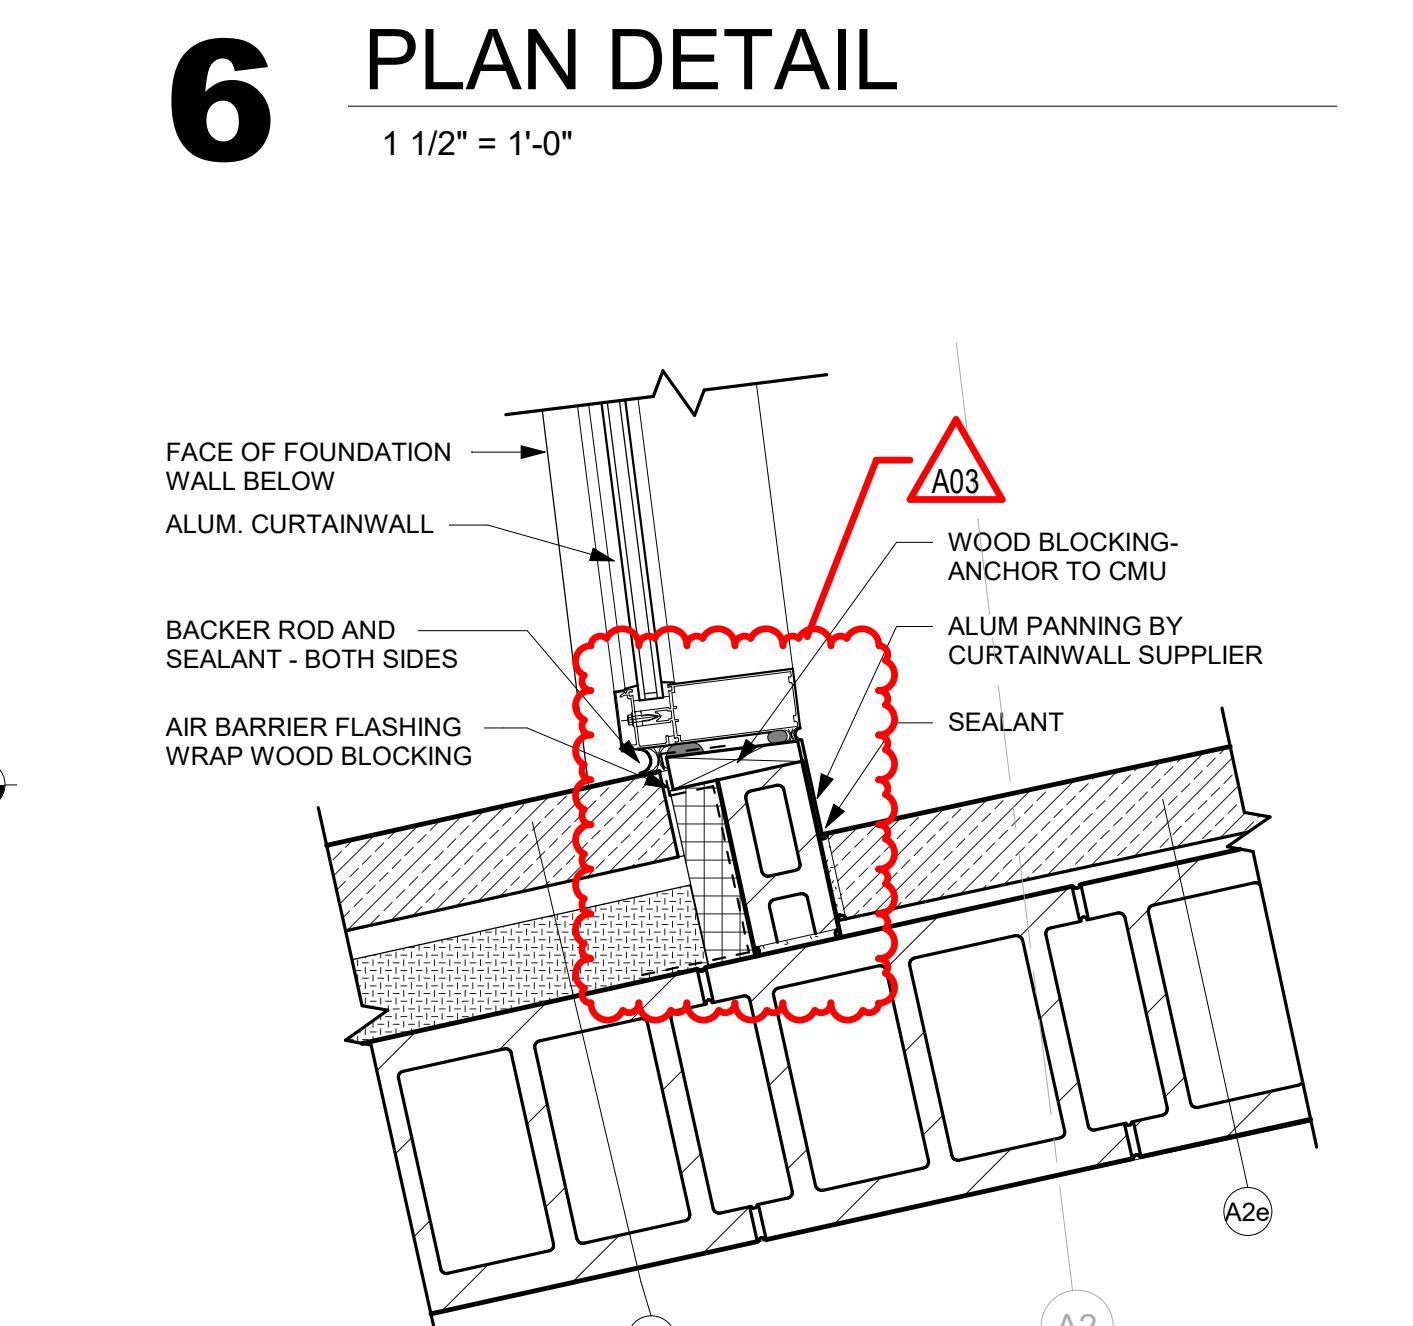 6
PLAN DETAIL
1 1/2" = 1'-0"
FACE OF FOUNDATION
WALL BELOW
ALUM. CURTAINWALL
BACKER ROD AND
SEALANT - BOTH SIDES
AIR BARRIER FLASHING
WRAP WOOD BLOCKING
A03
WOOD BLOCKING-
ANCHOR TO CMU
ALUM PANNING BY
CURTAINWALL SUPPLIER
SEALANT
A2e
A2